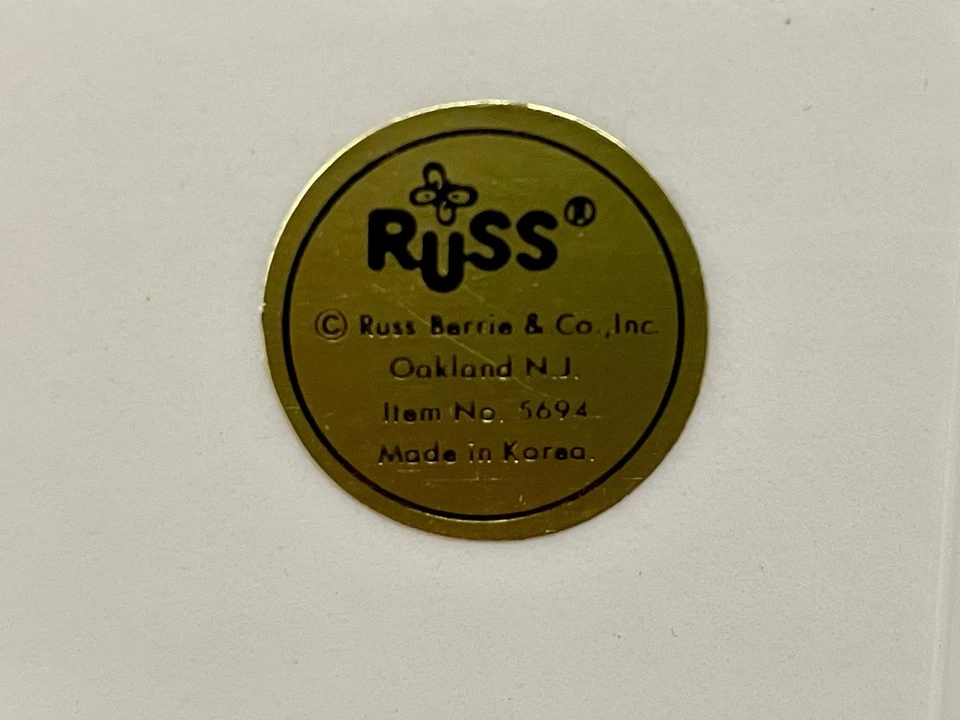 RUSS®
© Russ Berrie & Co.,Inc.
Oakland N.J.
Item No. 5694
Made in Korea.